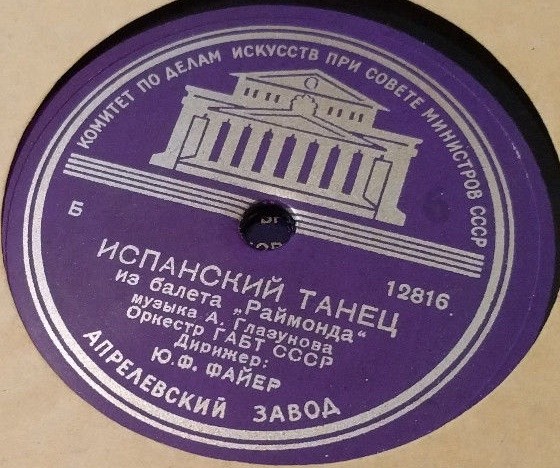 КОМИТЕТ ПО ДЕЛАМ ИСКУССТВ ПРИ СОВЕТЕ МИНИСТРОВ СССР
Б
12816
ИСПАНСКИЙ ТАНЕЦ
из балета „Раймонда“
музыка А. Глазунова
Оркестр ГАБТ СССР
Дирижер:
Ю.Ф. ФАЙЕР
АПРЕЛЕВСКИЙ ЗАВОД